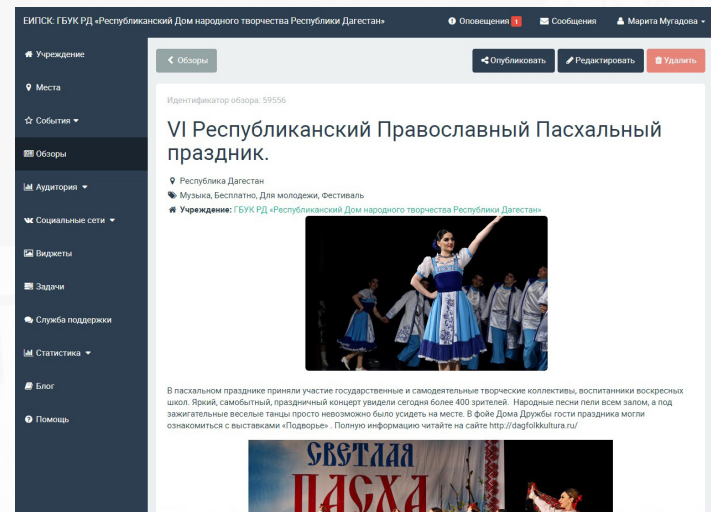 ЕИПСК: ГБУК РД «Республиканский Дом народного творчества Республики Дагестан»
Оповещения 1
Сообщения
Марита Мугадова
Учреждение
Места
События
Обзоры
Аудитория
Социальные сети
Виджеты
Задачи
Служба поддержки
Статистика
Блог
Помощь
Обзоры
Опубликовать
Редактировать
Удалить
Идентификатор обзора: 59556
VI Республиканский Православный Пасхальный
праздник.
Республика Дагестан
Музыка, Бесплатно, Для молодежи, Фестиваль
Учреждение: ГБУК РД «Республиканский Дом народного творчества Республики Дагестан»
В пасхальном празднике приняли участие государственные и самодеятельные творческие коллективы, воспитанники воскресных
школ. Яркий, самобытный, праздничный концерт увидели сегодня более 400 зрителей. Народные песни пели всем залом, а под
зажигательные веселые танцы просто невозможно было усидеть на месте. В фойе Дома Дружбы гости праздника могли
ознакомиться с выставками «Подворье» . Полную информацию читайте на сайте http://dagfolkkultura.ru/
СВЕТЛАЯ
ПАСХА